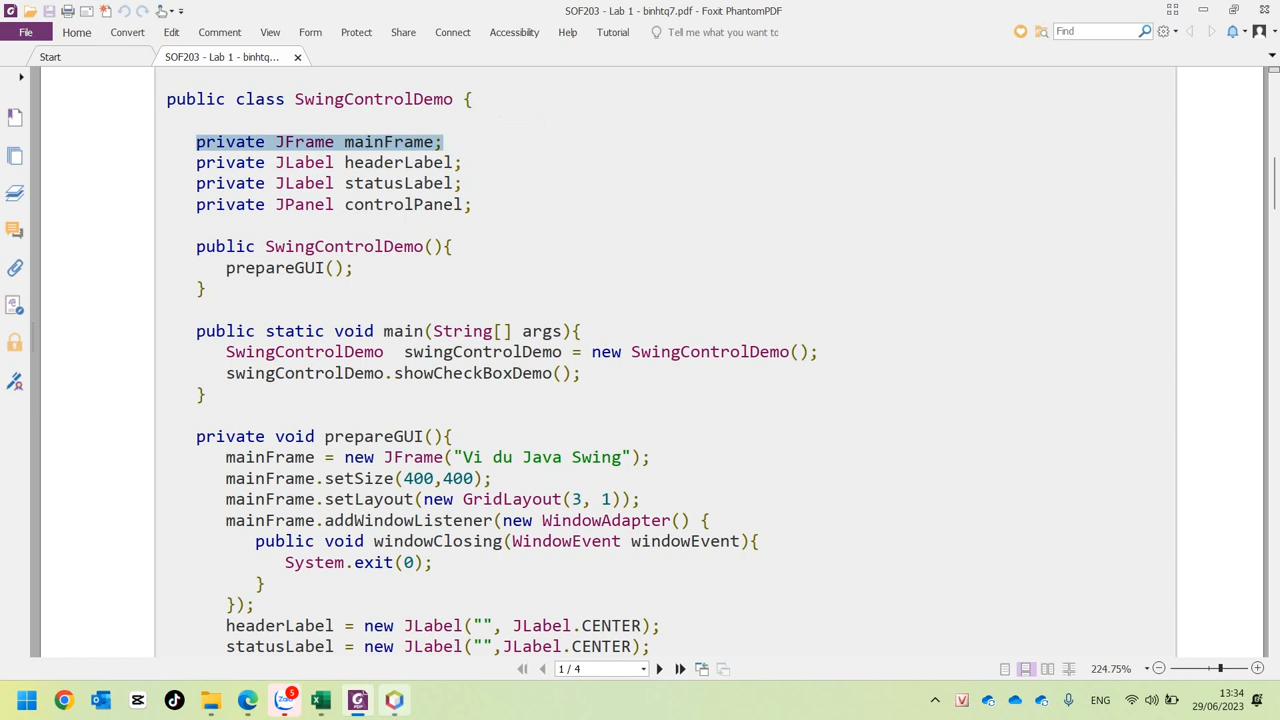 SOF203 - Lab 1 - binhtq7.pdf - Foxit PhantomPDF
File Home Convert Edit Comment View Form Protect Share Connect Accessibility Help Tutorial Tell me what you want to Find
Start SOF203 - Lab 1 - binhtq...
public class SwingControlDemo {
private JFrame mainFrame;
private JLabel headerLabel;
private JLabel statusLabel;
private JPanel controlPanel;
public SwingControlDemo(){
prepareGUI();
}
public static void main(String[] args){
SwingControlDemo swingControlDemo = new SwingControlDemo();
swingControlDemo.showCheckBoxDemo();
}
private void prepareGUI(){
mainFrame = new JFrame("Vi du Java Swing");
mainFrame.setSize(400,400);
mainFrame.setLayout(new GridLayout(3, 1));
mainFrame.addWindowListener(new WindowAdapter() {
public void windowClosing(WindowEvent windowEvent){
System.exit(0);
}
});
headerLabel = new JLabel("", JLabel.CENTER);
statusLabel = new JLabel("",JLabel.CENTER);
1 / 4 224.75%
5 ENG 13:34
29/06/2023